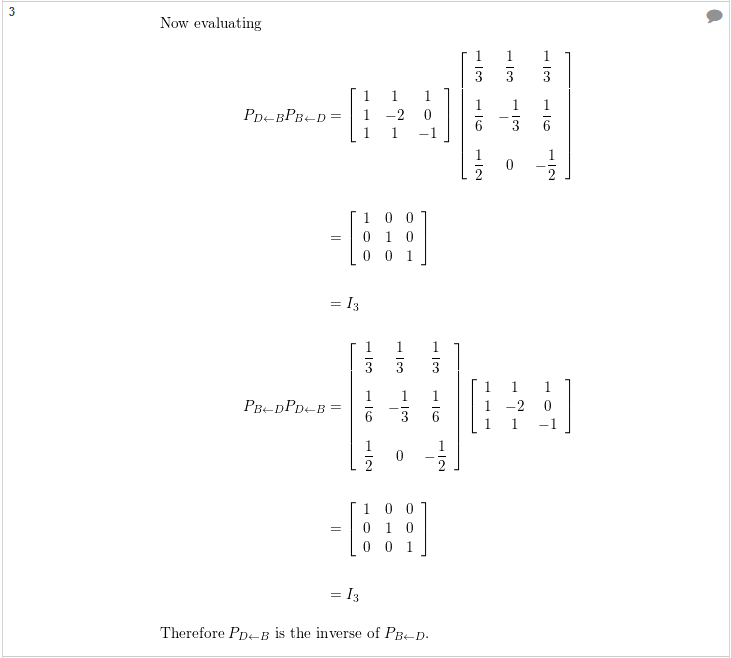 3
Now evaluating
P_{D←B}P_{B←D} = \begin{bmatrix} 1 & 1 & 1 \\ 1 & -2 & 0 \\ 1 & 1 & -1 \end{bmatrix} \begin{bmatrix} \frac{1}{3} & \frac{1}{3} & \frac{1}{3} \\ \frac{1}{6} & -\frac{1}{3} & \frac{1}{6} \\ \frac{1}{2} & 0 & -\frac{1}{2} \end{bmatrix}
= \begin{bmatrix} 1 & 0 & 0 \\ 0 & 1 & 0 \\ 0 & 0 & 1 \end{bmatrix}
= I_3
P_{B←D}P_{D←B} = \begin{bmatrix} \frac{1}{3} & \frac{1}{3} & \frac{1}{3} \\ \frac{1}{6} & -\frac{1}{3} & \frac{1}{6} \\ \frac{1}{2} & 0 & -\frac{1}{2} \end{bmatrix} \begin{bmatrix} 1 & 1 & 1 \\ 1 & -2 & 0 \\ 1 & 1 & -1 \end{bmatrix}
= \begin{bmatrix} 1 & 0 & 0 \\ 0 & 1 & 0 \\ 0 & 0 & 1 \end{bmatrix}
= I_3
Therefore P_{D←B} is the inverse of P_{B←D}.